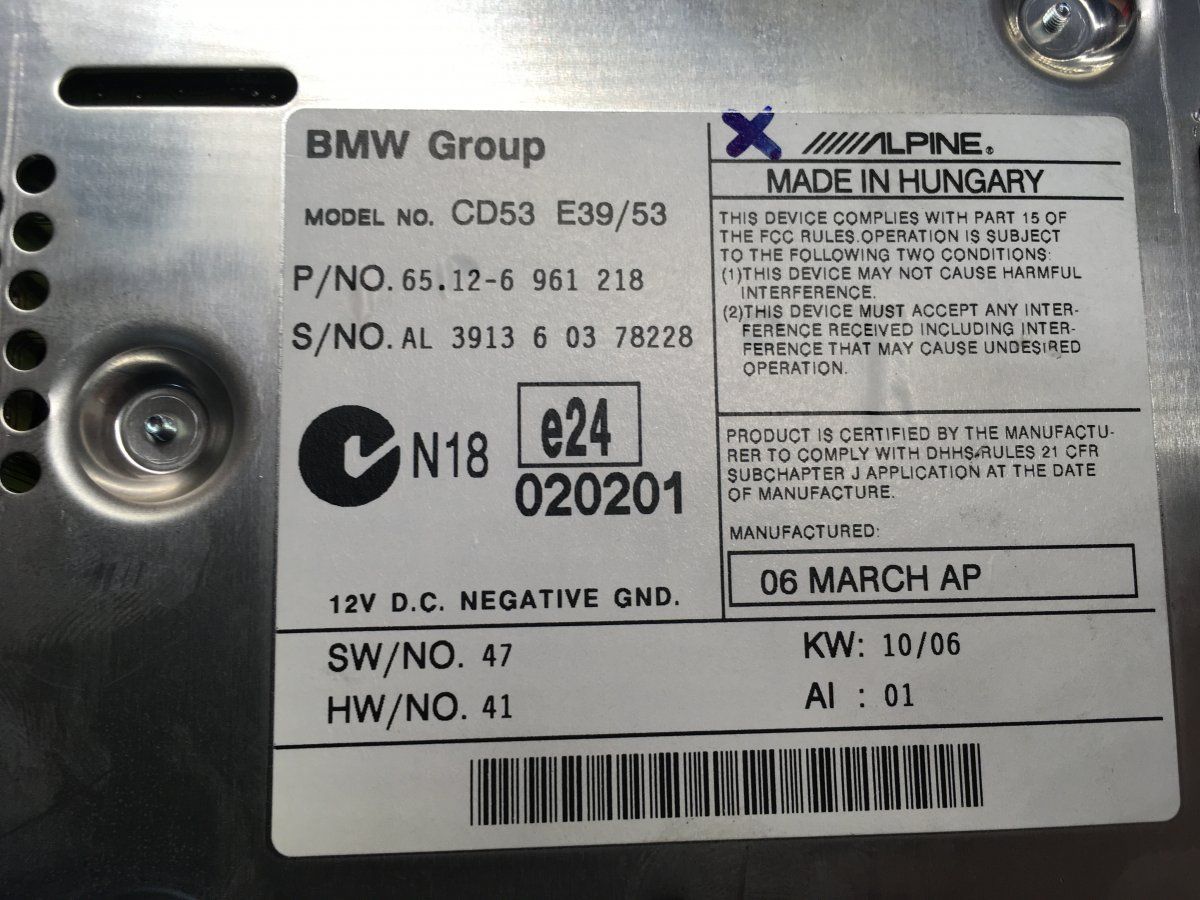 BMW Group
MODEL NO. CD53 E39/53
P/NO. 65.12-6 961 218
S/NO. AL 3913 6 03 78228
N18
e24
020201
12V D.C. NEGATIVE GND.
ALPINE®
MADE IN HUNGARY
THIS DEVICE COMPLIES WITH PART 15 OF
THE FCC RULES.OPERATION IS SUBJECT
TO THE FOLLOWING TWO CONDITIONS:
(1)THIS DEVICE MAY NOT CAUSE HARMFUL
INTERFERENCE.
(2)THIS DEVICE MUST ACCEPT ANY INTER-
FERENCE RECEIVED INCLUDING INTER-
FERENCE THAT MAY CAUSE UNDESIRED
OPERATION.
PRODUCT IS CERTIFIED BY THE MANUFACTU-
RER TO COMPLY WITH DHHS/RULES 21 CFR
SUBCHAPTER J APPLICATION AT THE DATE
OF MANUFACTURE.
MANUFACTURED:
06 MARCH AP
SW/NO. 47
KW: 10/06
HW/NO. 41
AI : 01